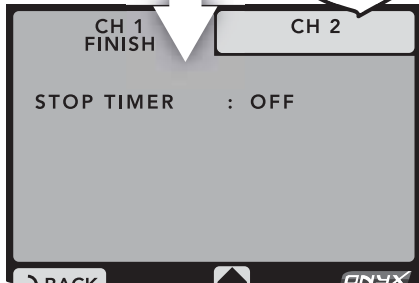 CH 1
FINISH
CH 2
STOP TIMER : OFF
BACK
ONYX